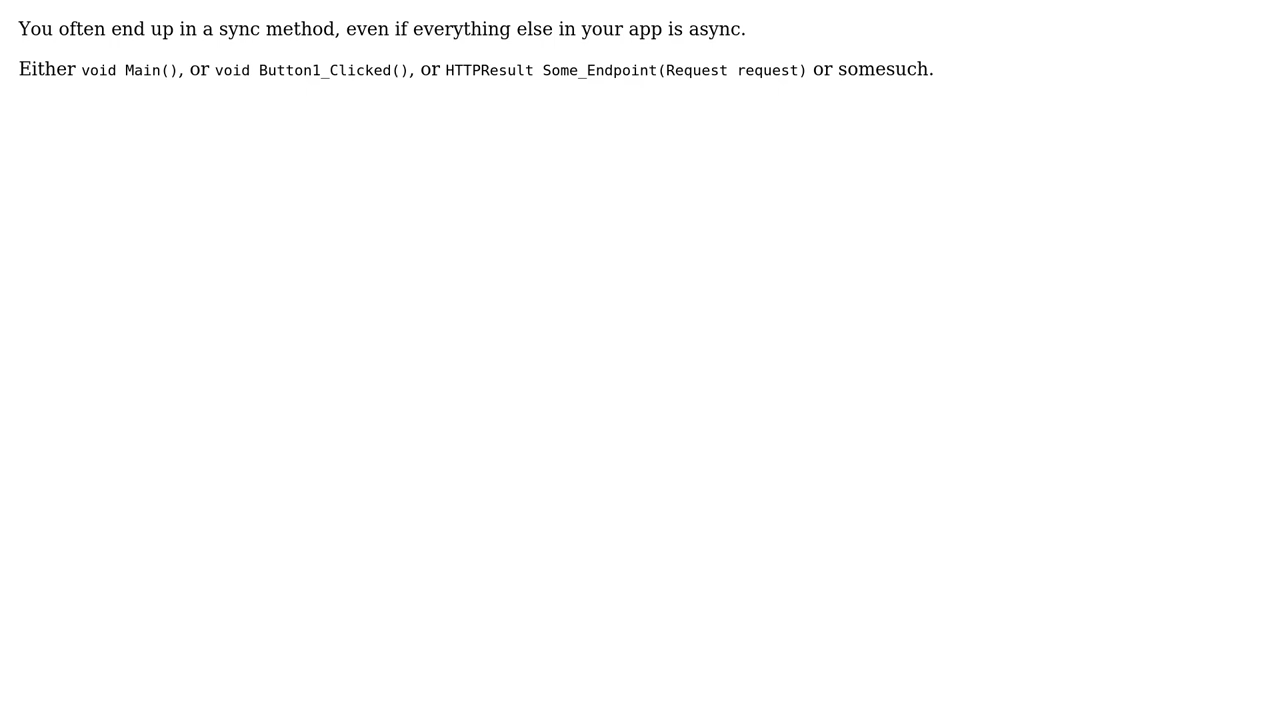 You often end up in a sync method, even if everything else in your app is async.
Either void Main(), or void Button1_Clicked(), or HTTPResult Some_Endpoint(Request request) or somesuch.